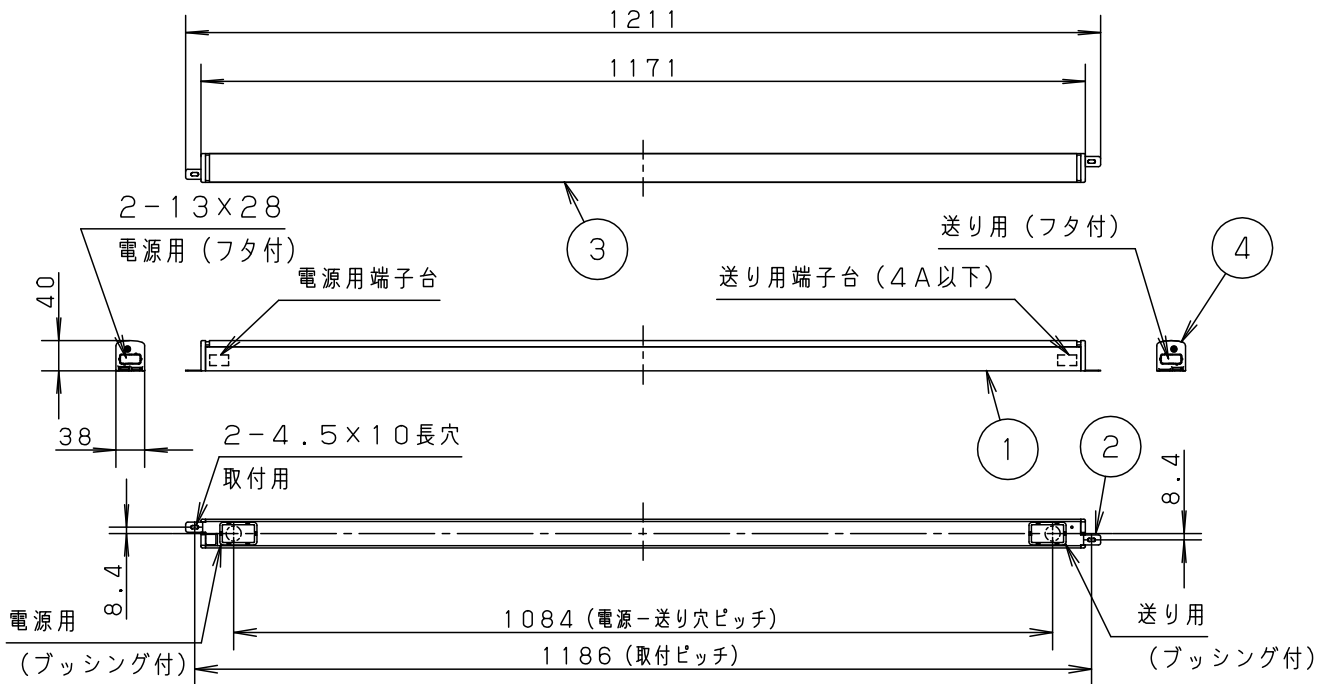 1211
1171
2-13×28
電源用(フタ付)
3
送り用(フタ付)
4
電源用端子台
送り用端子台(4A以下)
40
38
2-4.5×10長穴
取付用
1
2
8.4
8.4
電源用
(ブッシング付)
1084(電源-送り穴ピッチ)
1186(取付ピッチ)
送り用
(ブッシング付)